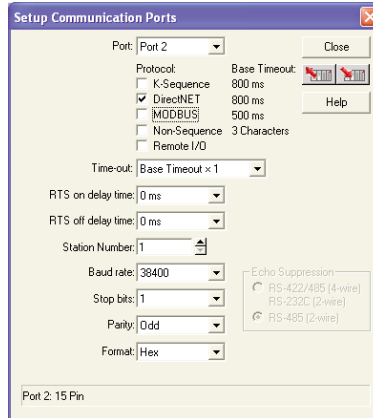 Setup Communication Ports
Port: Port 2
Close
Protocol: Base Timeout:
K-Sequence 800 ms
DirectNET 800 ms
Help
MODBUS 500 ms
Non-Sequence 3 Characters
Remote I/O
Time-out: Base Timeout × 1
RTS on delay time: 0 ms
RTS off delay time: 0 ms
Station Number: 1
Baud rate: 38400
Echo Suppression
RS-422/485 (4-wire)
RS-232C (2-wire)
Stop bits: 1
RS-485 (2-wire)
Parity: Odd
Format: Hex
Port 2: 15 Pin